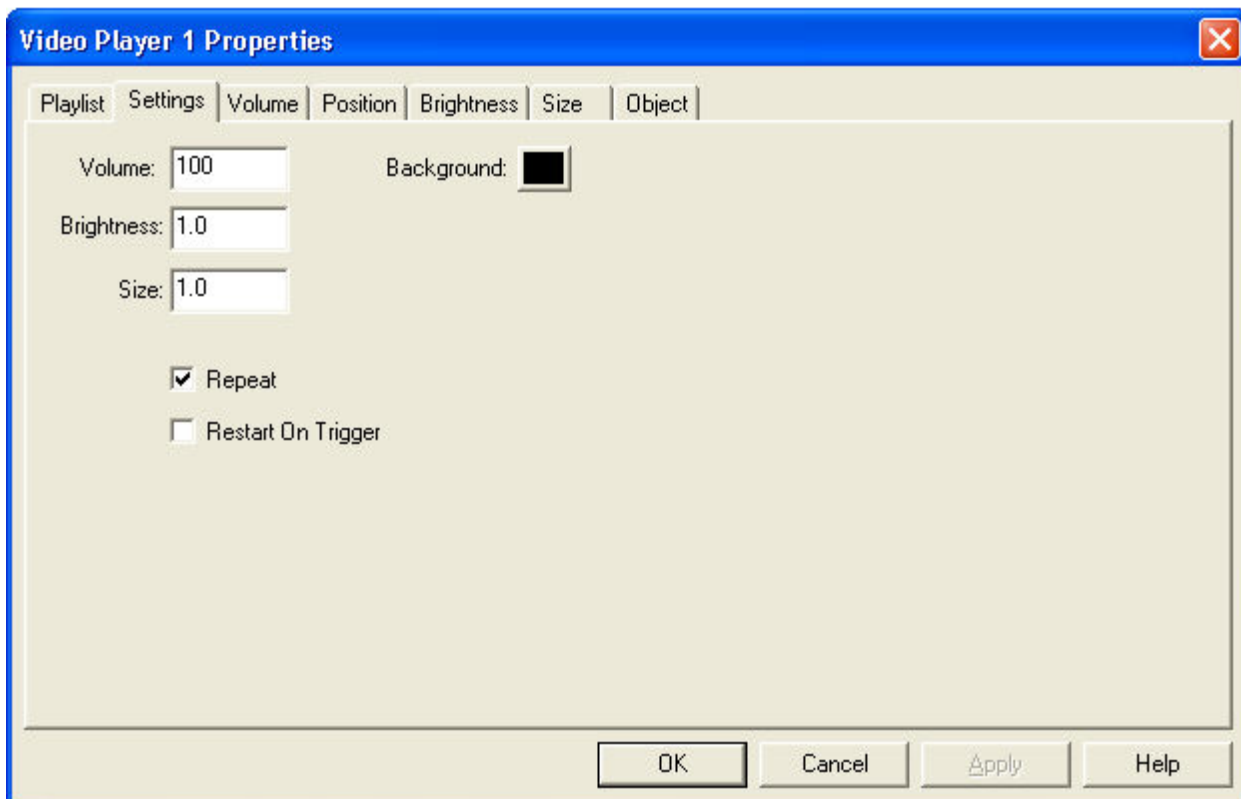 Video Player 1 Properties
Playlist Settings Volume Position Brightness Size Object
Volume: 100 Background:
Brightness: 1.0
Size: 1.0
Repeat
Restart On Trigger
OK Cancel Apply Help